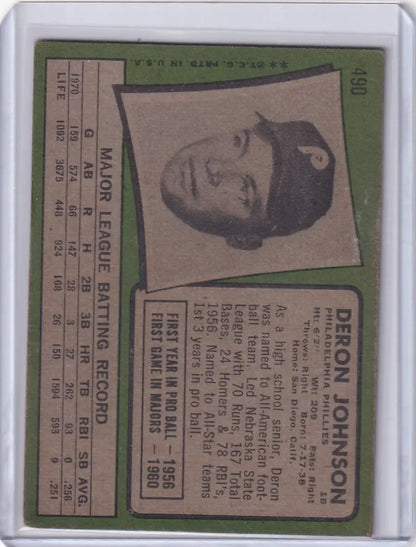 490
DERON JOHNSON 1B
PHILADELPHIA PHILLIES
Ht: 6'2" Wt: 209 Bats: Right
Throws: Right Born: 7-17-38
Home: San Diego, Calif.
As a high school senior, Deron
was named to All-American foot-
ball team. Led Nebraska State
League with 70 Runs, 167 Total
Bases, 24 Homers & 78 RBI's,
1956. Named to All-Star teams
1st 3 years in pro ball.
FIRST YEAR IN PRO BALL — 1956
FIRST GAME IN MAJORS 1960
★★©T.C.G. PRTD IN U.S.A.
P
MAJOR LEAGUE BATTING RECORD
G AB R H 2B 3B HR TB RBI SB AVG.
1970 159 574 66 147 28 3 27 262 93 0 .256
LIFE 1092 3675 448 924 168 26 150 1594 593 9 .251